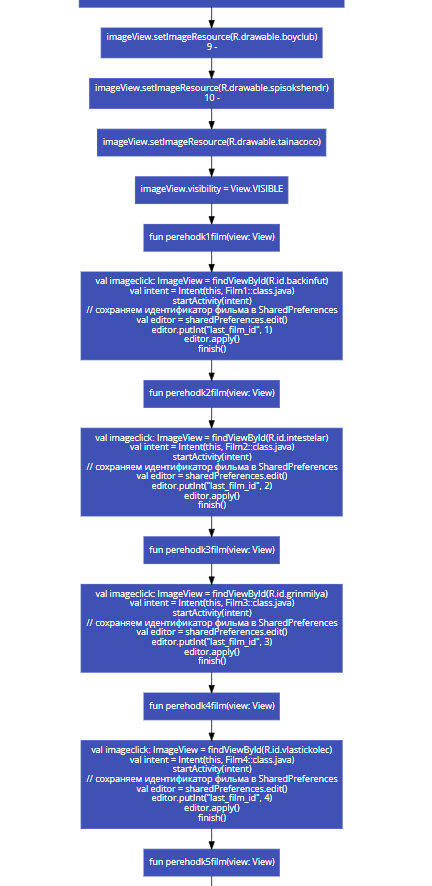 imageView.setImageResource(R.drawable.boyclub)
9 -
imageView.setImageResource(R.drawable.spisokshendr)
10 -
imageView.setImageResource(R.drawable.tainacoco)
imageView.visibility = View.VISIBLE
fun perehodk1film(view: View)
val imageclick: ImageView = findViewById(R.id.backinfut)
val intent = Intent(this, Film1::class.java)
startActivity(intent)
// сохраняем идентификатор фильма в SharedPreferences
val editor = sharedPreferences.edit()
editor.putInt("last_film_id", 1)
editor.apply()
finish()
fun perehodk2film(view: View)
val imageclick: ImageView = findViewById(R.id.intestelar)
val intent = Intent(this, Film2::class.java)
startActivity(intent)
// сохраняем идентификатор фильма в SharedPreferences
val editor = sharedPreferences.edit()
editor.putInt("last_film_id", 2)
editor.apply()
finish()
fun perehodk3film(view: View)
val imageclick: ImageView = findViewById(R.id.grinmilya)
val intent = Intent(this, Film3::class.java)
startActivity(intent)
// сохраняем идентификатор фильма в SharedPreferences
val editor = sharedPreferences.edit()
editor.putInt("last_film_id", 3)
editor.apply()
finish()
fun perehodk4film(view: View)
val imageclick: ImageView = findViewById(R.id.vlastickolec)
val intent = Intent(this, Film4::class.java)
startActivity(intent)
// сохраняем идентификатор фильма в SharedPreferences
val editor = sharedPreferences.edit()
editor.putInt("last_film_id", 4)
editor.apply()
finish()
fun perehodk5film(view: View)